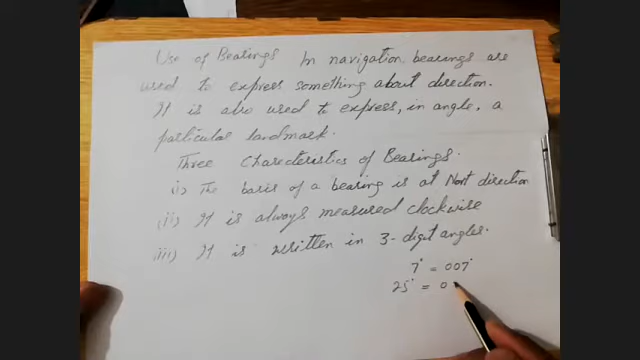 Use of Bearings In navigation bearings are
used to express something about direction.
It is also used to express, in angle, a
particular landmark.
Three Characteristics of Bearings.
(i) The basis of a bearing is at Nort direction
(ii) It is always measured clockwise
(iii) It is written in 3-digit angles.
7° = 007°
25° = 0